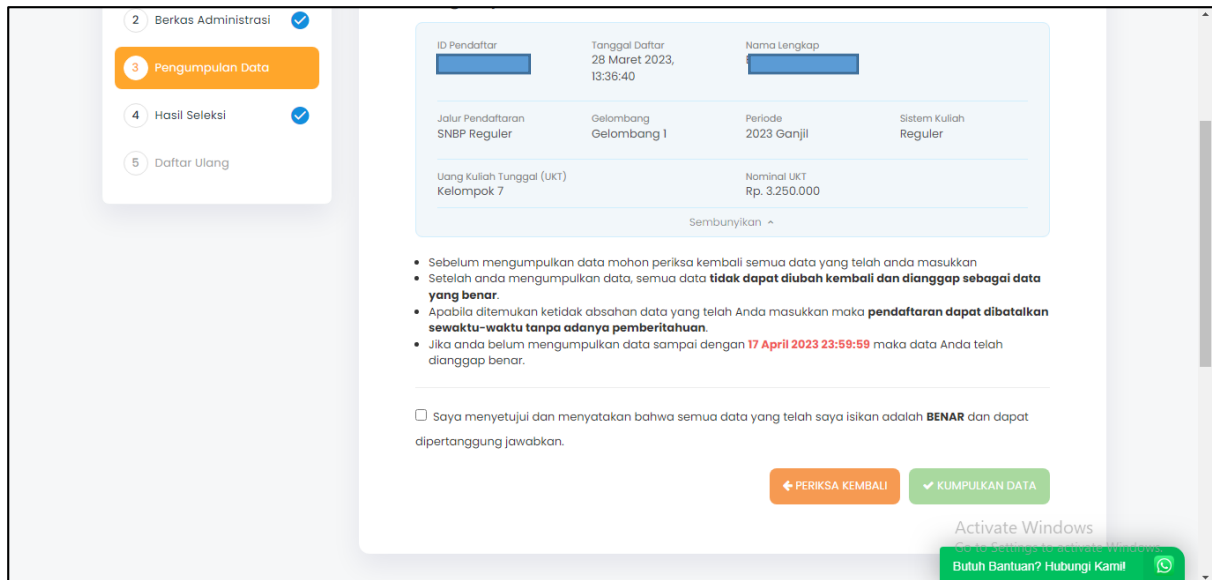 2 Berkas Administrasi
3 Pengumpulan Data
4 Hasil Seleksi
5 Daftar Ulang
ID Pendaftar
Tanggal Daftar
28 Maret 2023,
13:36:40
Nama Lengkap
Jalur Pendaftaran
SNBP Reguler
Gelombang
Gelombang 1
Periode
2023 Ganjil
Sistem Kuliah
Reguler
Uang Kuliah Tunggal (UKT)
Kelompok 7
Nominal UKT
Rp. 3.250.000
Sembunyikan
• Sebelum mengumpulkan data mohon periksa kembali semua data yang telah anda masukkan
• Setelah anda mengumpulkan data, semua data tidak dapat diubah kembali dan dianggap sebagai data
yang benar.
• Apabila ditemukan ketidak absahan data yang telah Anda masukkan maka pendaftaran dapat dibatalkan
sewaktu-waktu tanpa adanya pemberitahuan.
• Jika anda belum mengumpulkan data sampai dengan 17 April 2023 23:59:59 maka data Anda telah
dianggap benar.
Saya menyetujui dan menyatakan bahwa semua data yang telah saya isikan adalah BENAR dan dapat
dipertanggung jawabkan.
PERIKSA KEMBALI
KUMPULKAN DATA
Activate Windows
Go to Settings to activate Windows.
Butuh Bantuan? Hubungi Kami!